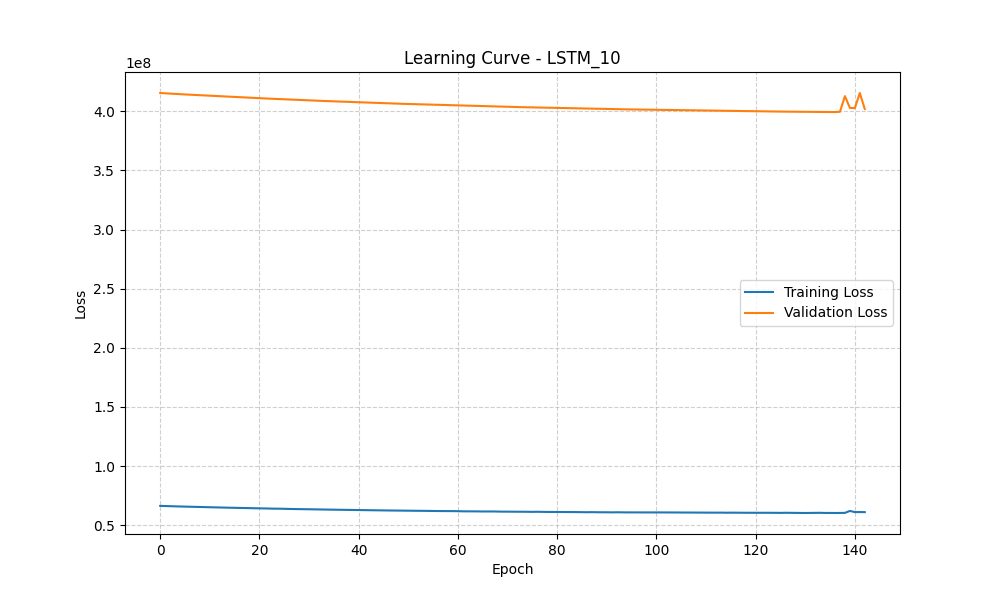 Learning Curve - LSTM_10
1e8
4.0
3.5
3.0
2.5
2.0
1.5
1.0
0.5
Loss
Training Loss
Validation Loss
0 20 40 60 80 100 120 140
Epoch